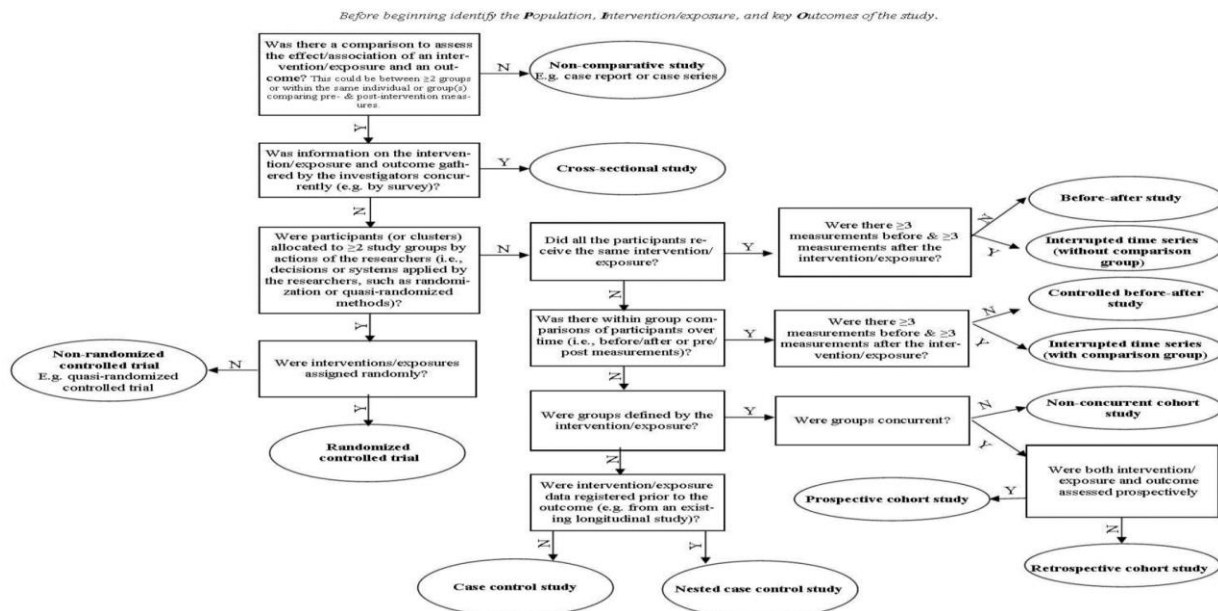 Before beginning identify the Population, Intervention/exposure, and key Outcomes of the study.
Was there a comparison to assess
the effect/association of an inter-
vention/exposure and an out-
come? This could be between ≥2 groups
or within the same individual or group(s)
comparing pre- & post-intervention meas-
ures.
N
Non-comparative study
E.g. case report or case series
Y
Was information on the interven-
tion/exposure and outcome gath-
ered by the investigators concur-
rently (e.g. by survey)?
Y
Cross-sectional study
N
Were participants (or clusters)
allocated to ≥2 study groups by
actions of the researchers (i.e.,
decisions or systems applied by
the researchers, such as random-
ization or quasi-randomized
methods)?
N
Did all the participants re-
ceive the same intervention/
exposure?
Y
Were there ≥3
measurements before & ≥3
measurements after the
intervention/exposure?
N
Before-after study
Y
Interrupted time series
(without comparison
group)
N
Was there within group com-
parisons of participants over
time (i.e., before/after or pre/
post measurements)?
Y
Were there ≥3
measurements before & ≥3
measurements after the inter-
vention/exposure?
N
Controlled before-after
study
Y
Interrupted time series
(with comparison group)
Y
Were interventions/exposures
assigned randomly?
N
Non-randomized
controlled trial
E.g. quasi-randomized
controlled trial
Y
Randomized
controlled trial
N
Were groups defined by the
intervention/exposure?
Y
Were groups concurrent?
N
Non-concurrent cohort
study
Y
Were both intervention/
exposure and outcome
assessed prospectively
Y
Prospective cohort study
N
Retrospective cohort study
N
Were intervention/exposure
data registered prior to the
outcome (e.g. from an exist-
ing longitudinal study)?
N
Case control study
Y
Nested case control study